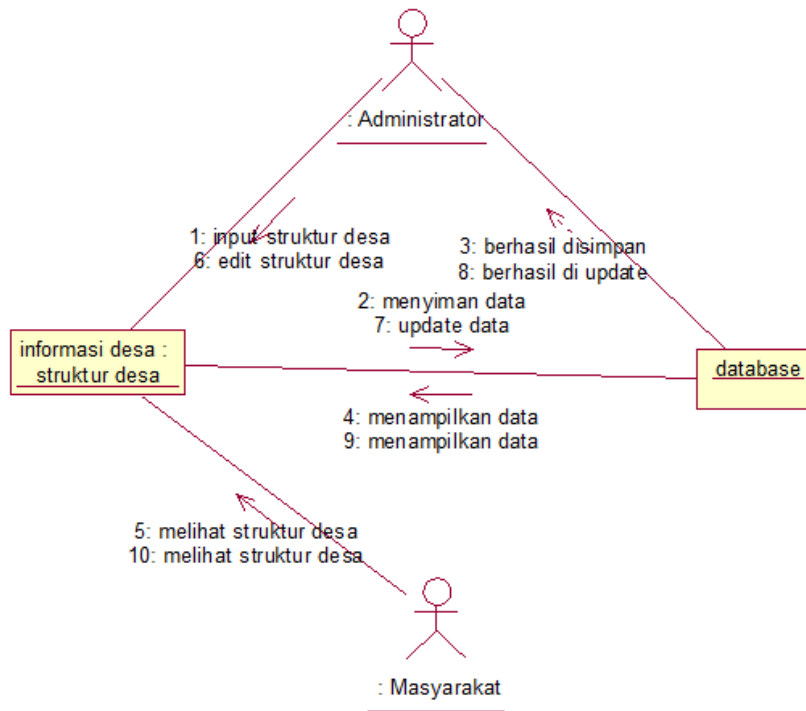 : Administrator
1: input struktur desa
6: edit struktur desa
3: berhasil disimpan
8: berhasil di update
2: menyiman data
7: update data
informasi desa :
struktur desa
database
4: menampilkan data
9: menampilkan data
5: melihat struktur desa
10: melihat struktur desa
: Masyarakat